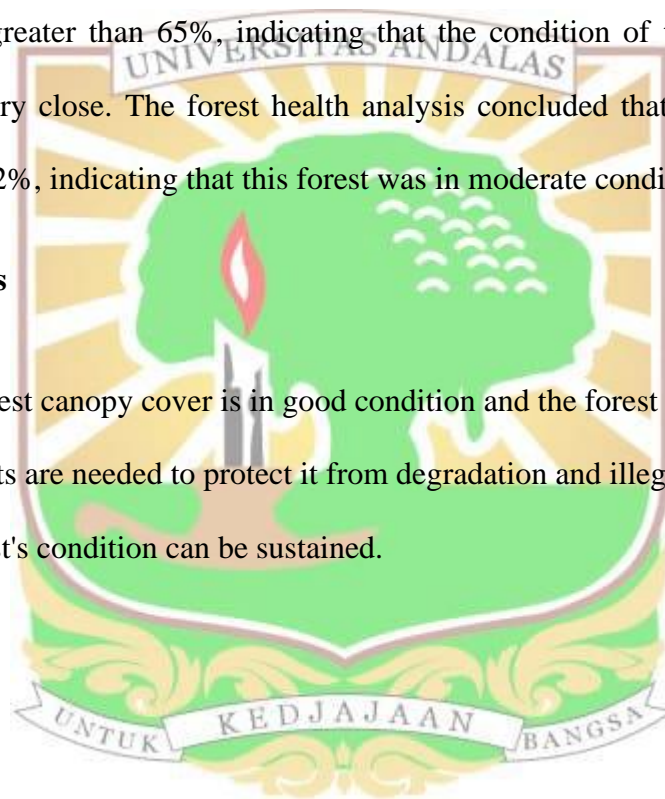 greater than 65%, indicating that the condition of
UNIVERSITAS ANDALAS
ry close. The forest health analysis concluded that
2%, indicating that this forest was in moderate condi
s
est canopy cover is in good condition and the forest
ts are needed to protect it from degradation and illeg
t's condition can be sustained.
UNTUK KEDJAJAAN BANGSA